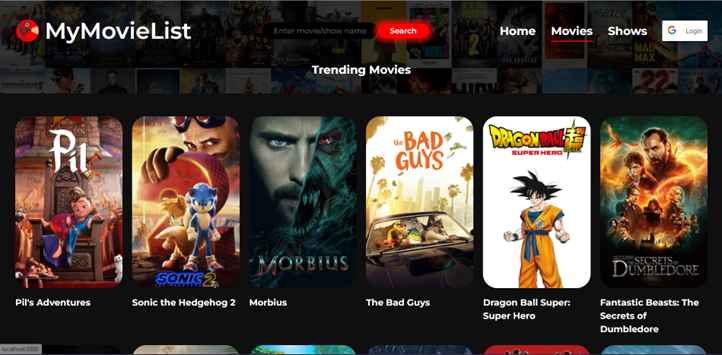 MyMovieList
Enter movie/show name
Search
Home
Movies
Shows
Login
Trending Movies
Pil
SONIC 2
MORBIUS
the BAD GUYS
DRAGON BALL SUPER
SUPER HERO
THE SECRETS OF DUMBLEDORE
Pil's Adventures
Sonic the Hedgehog 2
Morbius
The Bad Guys
Dragon Ball Super:
Super Hero
Fantastic Beasts: The
Secrets of
Dumbledore
localhost:3000